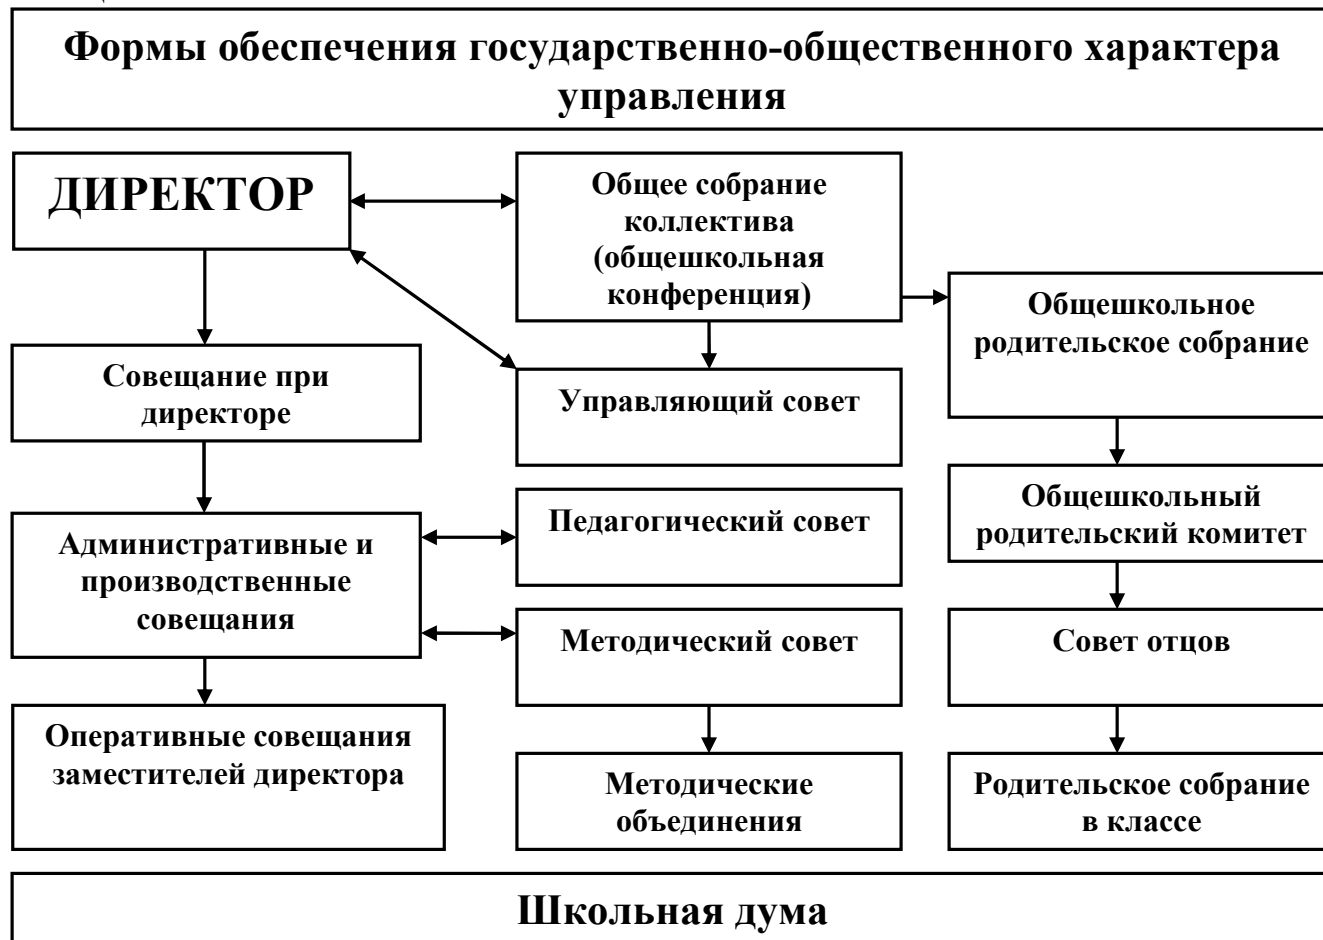 Формы обеспечения государственно-общественного характера
управления
ДИРЕКТОР
Общее собрание
коллектива
(общешкольная
конференция)
Общешкольное
родительское собрание
Совещание при
директоре
Управляющий совет
Общешкольный
родительский комитет
Педагогический совет
Административные и
производственные
совещания
Методический совет
Совет отцов
Оперативные совещания
заместителей директора
Методические
объединения
Родительское собрание
в классе
Школьная дума